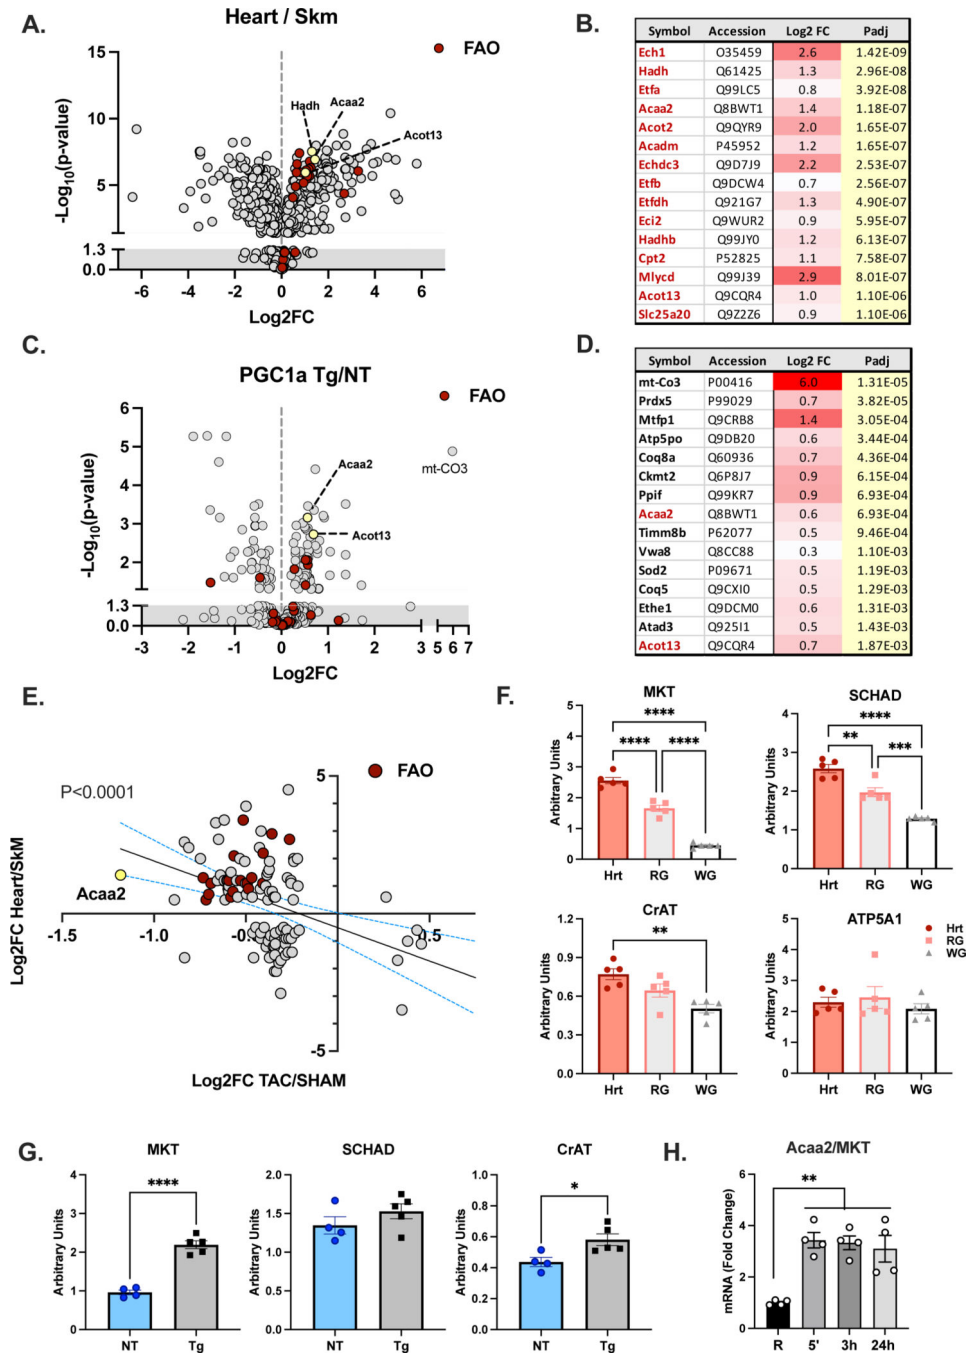 A.
Heart / Skm
FAO
-Log10(p-value)
15
10
5
1.3
0.0
Hadh
Acaa2
Acot13
-6 -4 -2 0 2 4 6
Log2FC
B.
Symbol Accession Log2 FC Padj
Ech1 O35459 2.6 1.42E-09
Hadh Q61425 1.3 2.96E-08
Etfa Q99LC5 0.8 3.92E-08
Acaa2 Q8BWT1 1.4 1.18E-07
Acot2 Q9QYR9 2.0 1.65E-07
Acadm P45952 1.2 1.65E-07
Echdc3 Q9D7J9 2.2 2.53E-07
Etfb Q9DCW4 0.7 2.56E-07
Etfdh Q921G7 1.3 4.90E-07
Eci2 Q9WUR2 0.9 5.95E-07
Hadhb Q99JY0 1.2 6.13E-07
Cpt2 P52825 1.1 7.58E-07
Mlycd Q99J39 2.9 8.01E-07
Acot13 Q9CQR4 1.0 1.10E-06
Slc25a20 Q9Z2Z6 0.9 1.10E-06
C.
PGC1a Tg/NT
FAO
-Log10(p-value)
6
5
4
3
2
1.3
0.0
mt-CO3
Acaa2
Acot13
-3 -2 -1 0 1 2 3 5 6 7
Log2FC
D.
Symbol Accession Log2 FC Padj
mt-Co3 P00416 6.0 1.31E-05
Prdx5 P99029 0.7 3.82E-05
Mtfp1 Q9CRB8 1.4 3.05E-04
Atp5po Q9DB20 0.6 3.44E-04
Coq8a Q60936 0.7 4.36E-04
Ckmt2 Q6P8J7 0.9 6.15E-04
Ppif Q99KR7 0.9 6.93E-04
Acaa2 Q8BWT1 0.6 6.93E-04
Timm8b P62077 0.5 9.46E-04
Vwa8 Q8CC88 0.3 1.10E-03
Sod2 P09671 0.5 1.19E-03
Coq5 Q9CXI0 0.5 1.29E-03
Ethe1 Q9DCM0 0.6 1.31E-03
Atad3 Q925I1 0.5 1.43E-03
Acot13 Q9CQR4 0.7 1.87E-03
E.
5
FAO
P<0.0001
Acaa2
Log2FC Heart/SkM
-1.5 -1.0 -0.5 0.5
-5
Log2FC TAC/SHAM
F.
MKT
Arbitrary Units
5
4
3
2
1
0
****
**** ****
Hrt RG WG
SCHAD
Arbitrary Units
4
3
2
1
0
****
** ***
Hrt RG WG
CrAT
Arbitrary Units
1.2
0.9
0.6
0.3
0.0
**
Hrt RG WG
ATP5A1
Arbitrary Units
5
4
3
2
1
0
Hrt
RG
WG
Hrt RG WG
G.
MKT
Arbitrary Units
4
3
2
1
0
****
NT Tg
SCHAD
Arbitrary Units
2.0
1.5
1.0
0.5
0.0
NT Tg
CrAT
Arbitrary Units
1.0
0.8
0.6
0.4
0.2
0.0
*
NT Tg
H.
Acaa2/MKT
mRNA (Fold Change)
6
4
2
0
**
R 5' 3h 24h